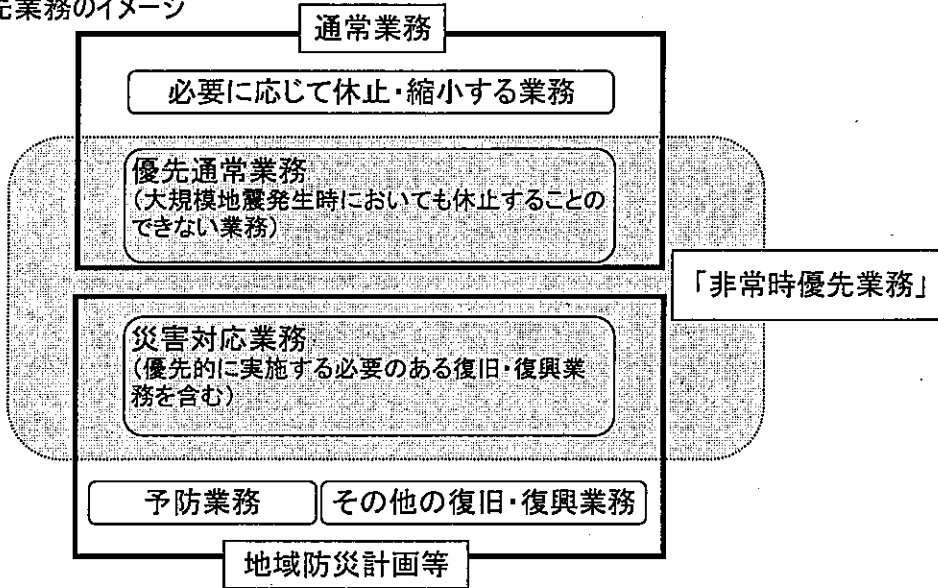 先業務のイメージ
通常業務
必要に応じて休止・縮小する業務
優先通常業務
(大規模地震発生時においても休止することの
できない業務)
「非常時優先業務」
災害対応業務
(優先的に実施する必要のある復旧・復興業
務を含む)
予防業務
その他の復旧・復興業務
地域防災計画等